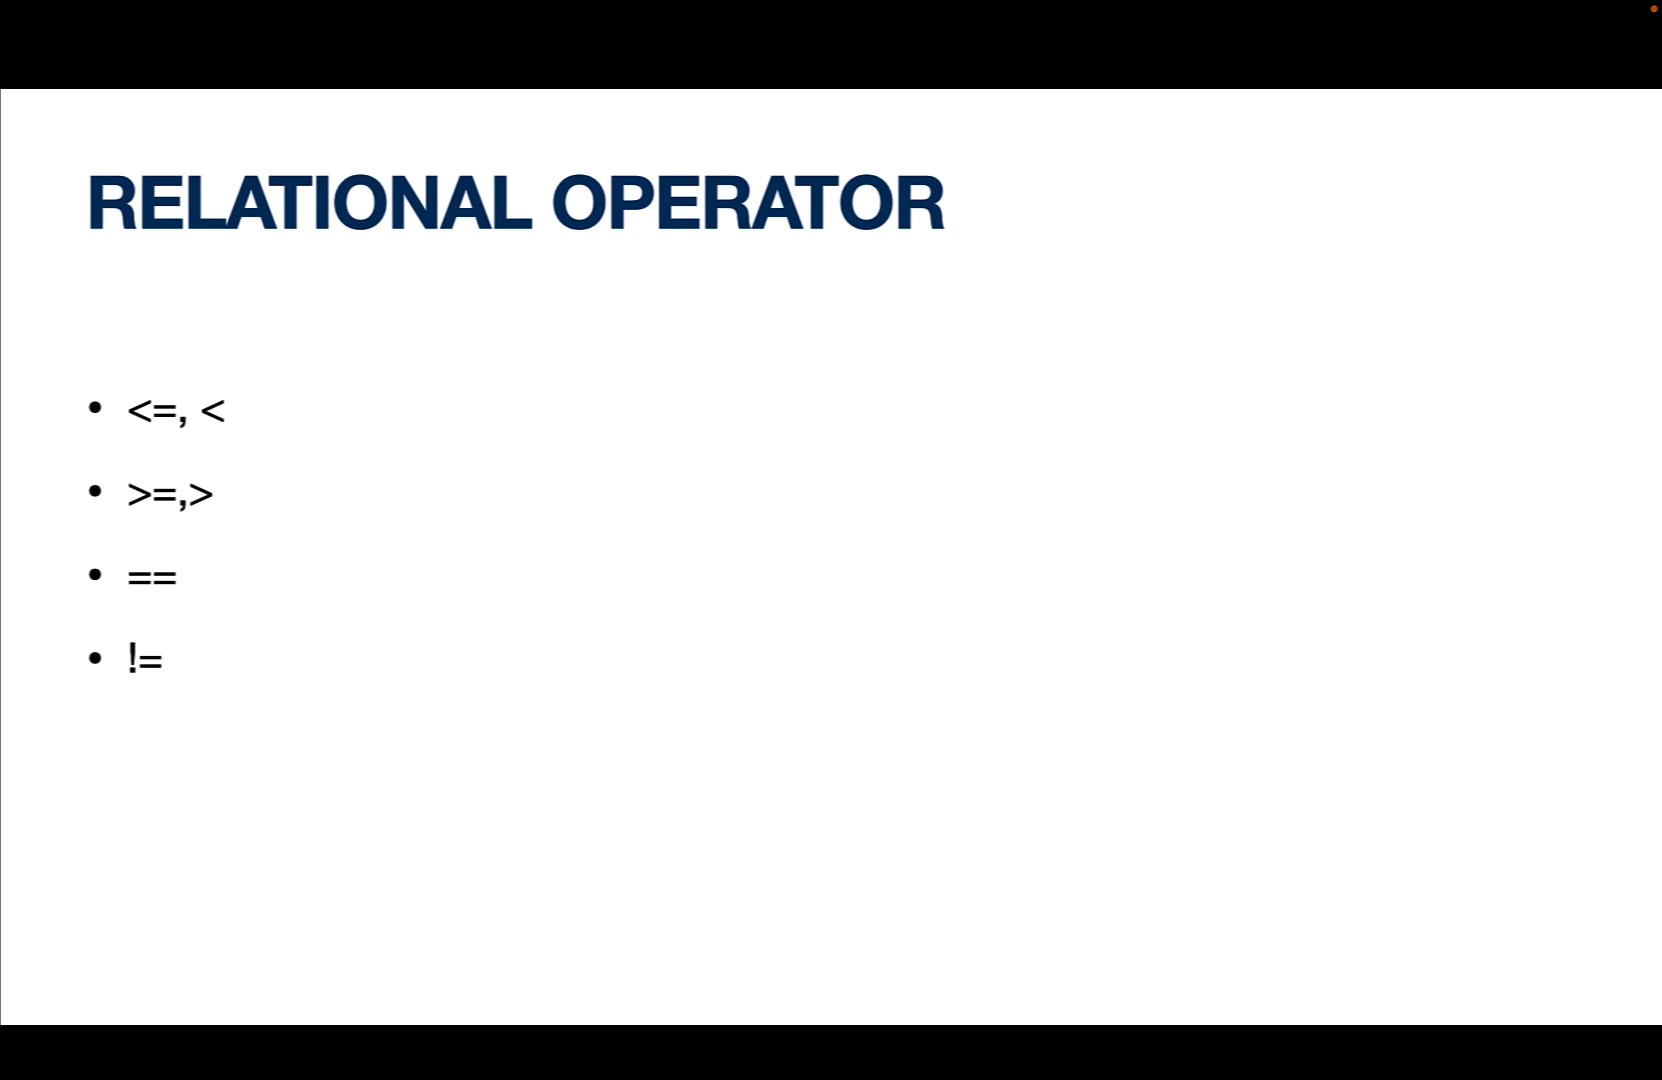 RELATIONAL OPERATOR
• <=, <
• >=,>
• ==
• !=